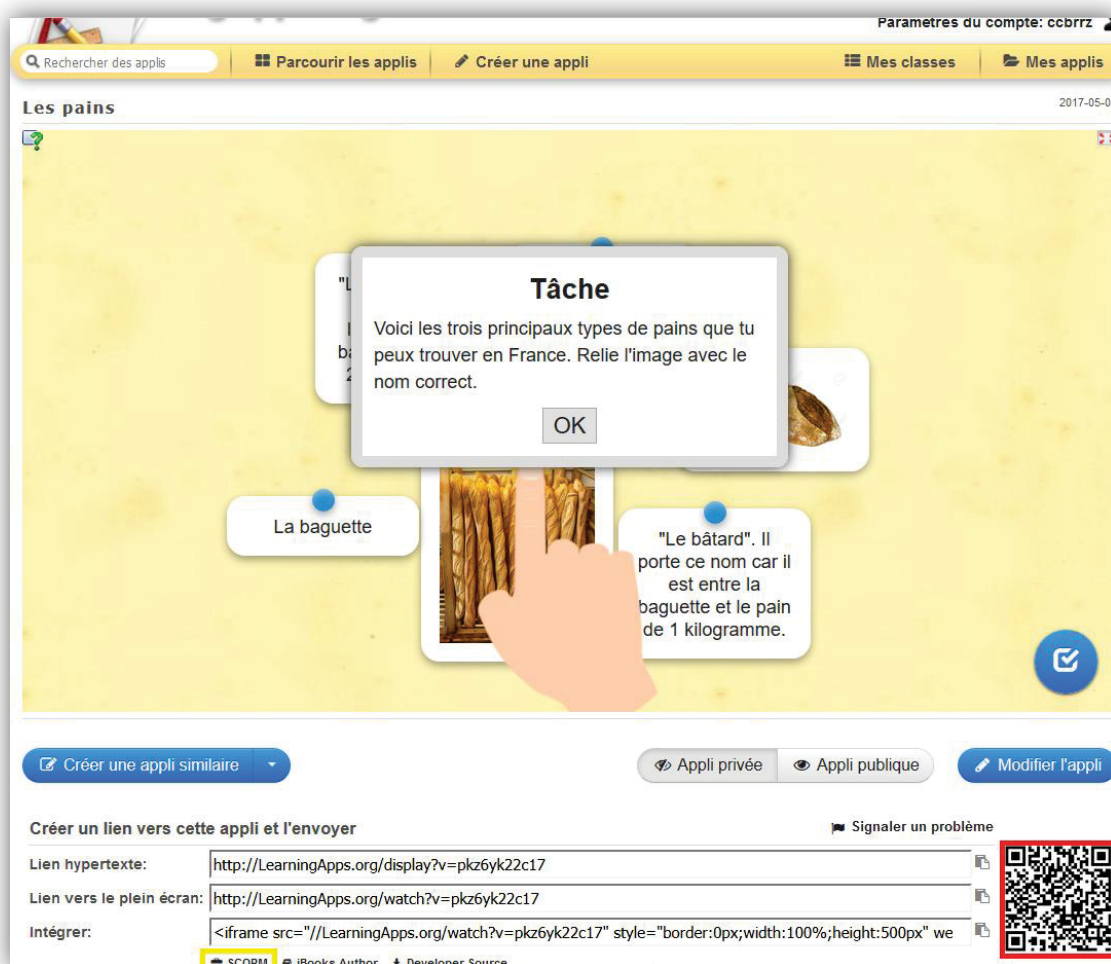 Paramètres du compte: ccbrrz
Rechercher des applis
Parcourir les applis
Créer une appli
Mes classes
Mes applis
Les pains
2017-05-0
Tâche
Voici les trois principaux types de pains que tu
peux trouver en France. Relie l'image avec le
nom correct.
OK
La baguette
"Le bâtard". Il
porte ce nom car il
est entre la
baguette et le pain
de 1 kilogramme.
Créer une appli similaire
Appli privée
Appli publique
Modifier l'appli
Créer un lien vers cette appli et l'envoyer
Signaler un problème
Lien hypertexte:
http://LearningApps.org/display?v=pkz6yk22c17
Lien vers le plein écran:
http://LearningApps.org/watch?v=pkz6yk22c17
Intégrer:
<iframe src="//LearningApps.org/watch?v=pkz6yk22c17" style="border:0px;width:100%;height:500px" we
SCORM iBooks Author Developer Source